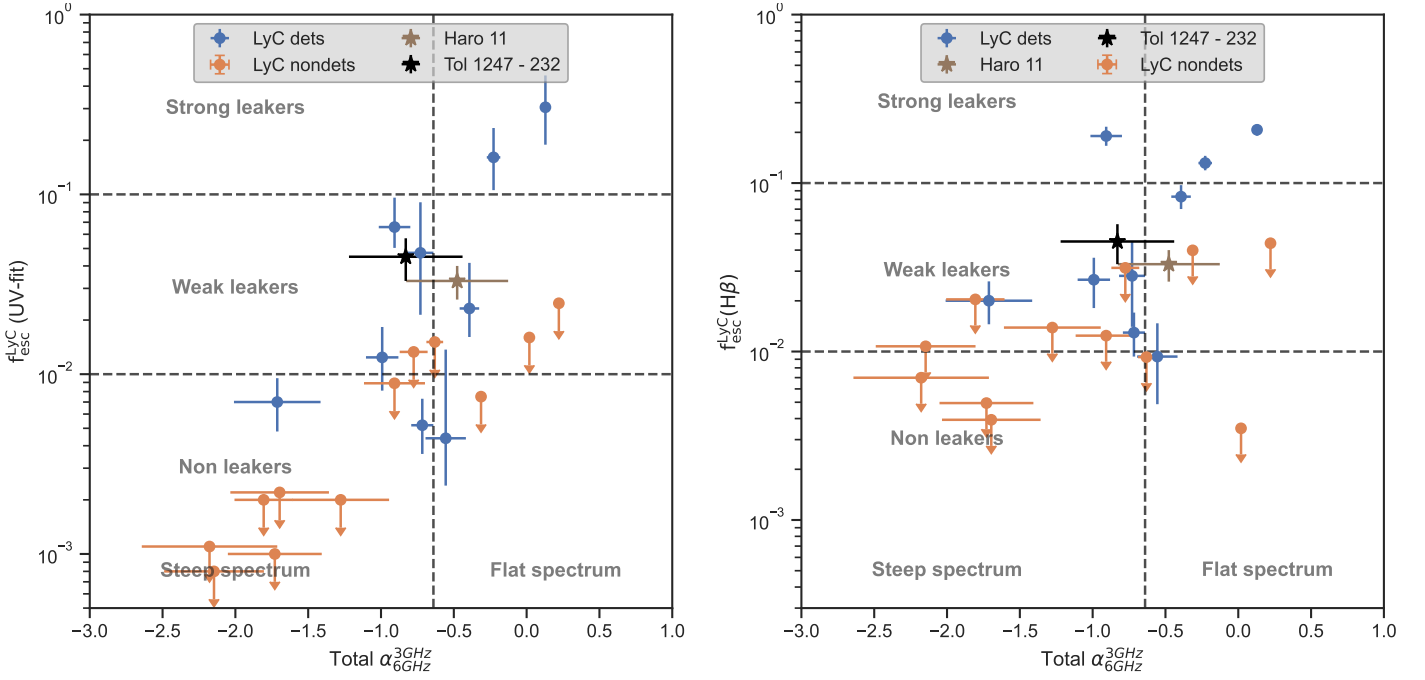 LyC dets
LyC nondets
Haro 11
Tol 1247 - 232
Strong leakers
Weak leakers
Non leakers
Steep spectrum
Flat spectrum
10⁰
10⁻¹
10⁻²
10⁻³
f_esc^LyC (UV-fit)
−3.0 −2.5 −2.0 −1.5 −1.0 −0.5 0.0 0.5 1.0
Total α_6GHz^3GHz
LyC dets
Haro 11
Tol 1247 - 232
LyC nondets
Strong leakers
Weak leakers
Non leakers
Steep spectrum
Flat spectrum
10⁰
10⁻¹
10⁻²
10⁻³
f_esc^LyC(Hβ)
−3.0 −2.5 −2.0 −1.5 −1.0 −0.5 0.0 0.5 1.0
Total α_6GHz^3GHz